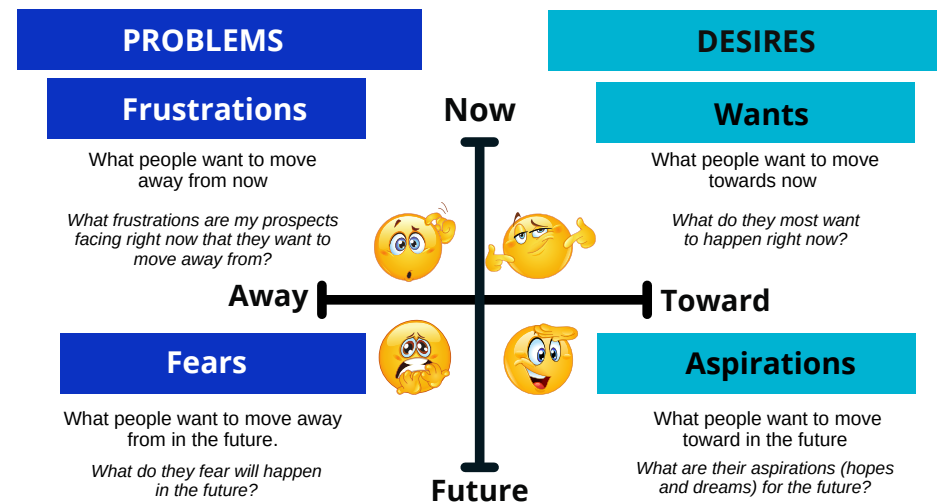 PROBLEMS
DESIRES
Frustrations
Now
Wants
What people want to move
away from now
What frustrations are my prospects
facing right now that they want to
move away from?
What people want to move
towards now
What do they most want
to happen right now?
Away
Toward
Fears
Aspirations
What people want to move away
from in the future.
What do they fear will happen
in the future?
What people want to move
toward in the future
What are their aspirations (hopes
and dreams) for the future?
Future